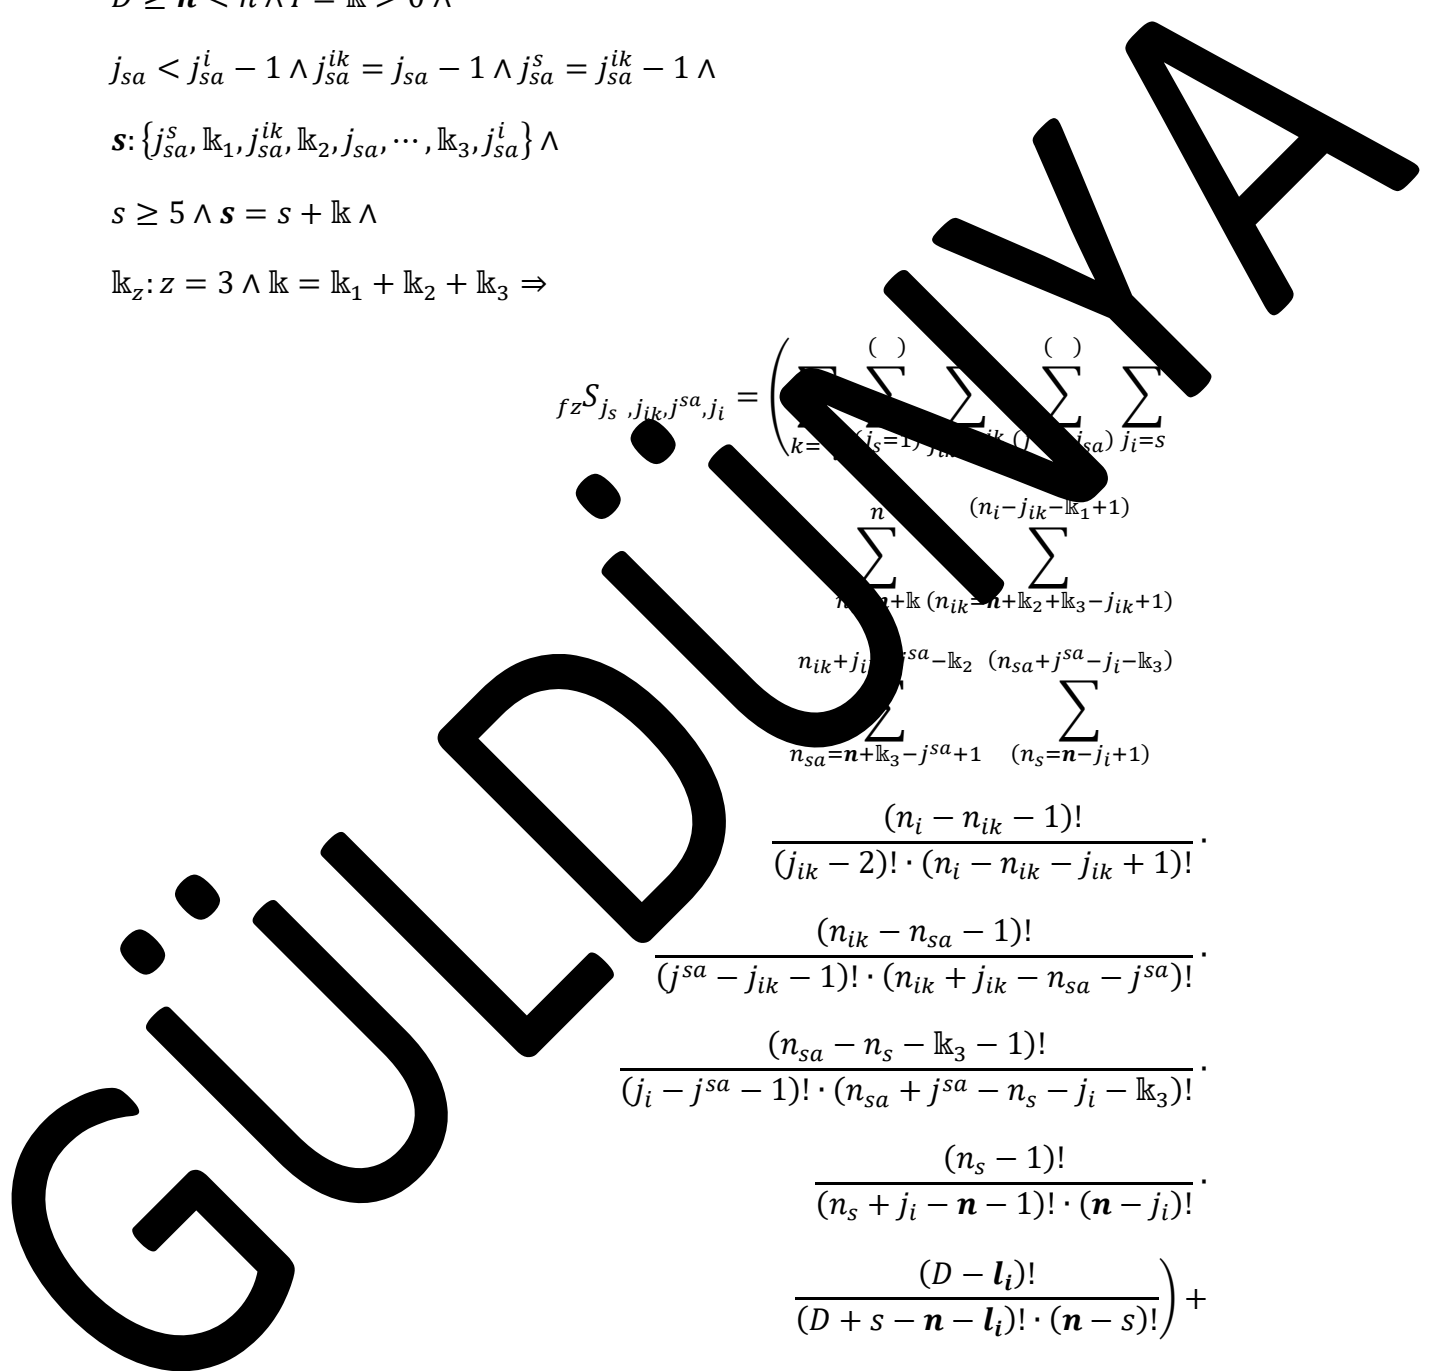 j_{sa} < j_{sa}^{i} − 1 ∧ j_{sa}^{ik} = j_{sa} − 1 ∧ j_{sa}^{s} = j_{sa}^{ik} − 1 ∧
s: {j_{sa}^{s}, 𝕜_1, j_{sa}^{ik}, 𝕜_2, j_{sa}, ⋯ , 𝕜_3, j_{sa}^{i}} ∧
s ≥ 5 ∧ s = s + 𝕜 ∧
𝕜_z: z = 3 ∧ 𝕜 = 𝕜_1 + 𝕜_2 + 𝕜_3 ⇒
( ) ( )
_{fz}S_{j_s ,j_{ik},j^{sa},j_i} = ( ∑ ∑ ∑ ∑
k= (j_s=1) j_i=s
n (n_i−j_{ik}−𝕜_1+1)
∑ ∑
+𝕜 (n_{ik}=n+𝕜_2+𝕜_3−j_{ik}+1)
(n_{sa}+j^{sa}−j_i−𝕜_3)
∑ ∑
n_{sa}=n+𝕜_3−j^{sa}+1 (n_s=n−j_i+1)
(n_i − n_{ik} − 1)!
(j_{ik} − 2)! · (n_i − n_{ik} − j_{ik} + 1)! ·
(n_{ik} − n_{sa} − 1)!
(j^{sa} − j_{ik} − 1)! · (n_{ik} + j_{ik} − n_{sa} − j^{sa})! ·
(n_{sa} − n_s − 𝕜_3 − 1)!
(j_i − j^{sa} − 1)! · (n_{sa} + j^{sa} − n_s − j_i − 𝕜_3)! ·
(n_s − 1)!
(n_s + j_i − n − 1)! · (n − j_i)! ·
(D − l_i)!
(D + s − n − l_i)! · (n − s)! ) +
GÜLDÜNYA